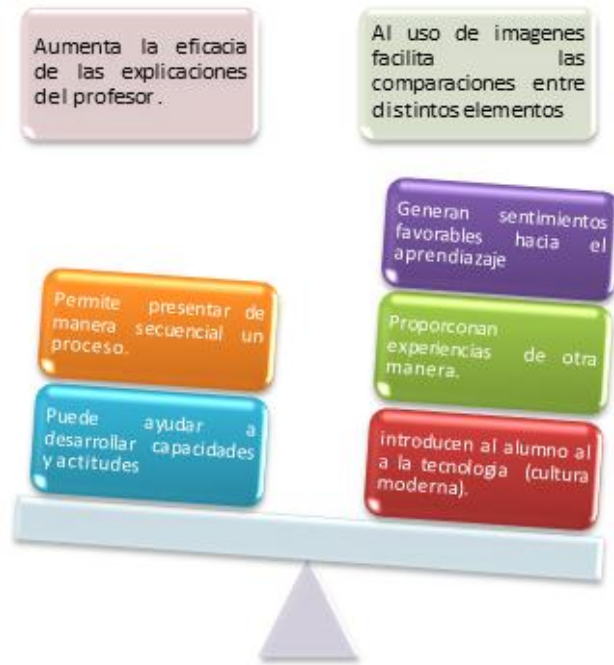 Aumenta la eficacia
de las explicaciones
del profesor.
Al uso de imagenes
facilita las
comparaciones entre
distintos elementos
Generan sentimientos
favorables hacia el
aprendizaje
Permite presentar de
manera secuencial un
proceso.
Proporconan
experiencias de otra
manera.
Puede ayudar a
desarrollar capacidades
y actitudes
introducen al alumno al
a la tecnologia (cultura
moderna).